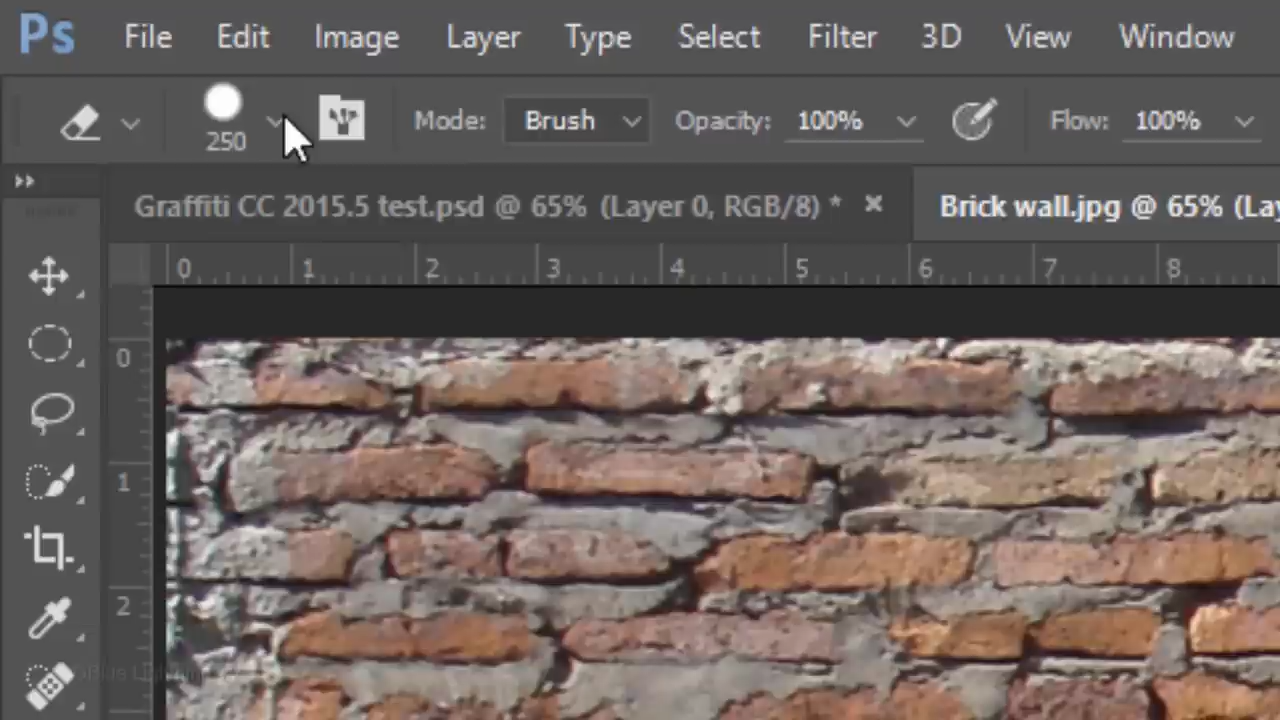 Ps File Edit Image Layer Type Select Filter 3D View Window
250 Mode: Brush Opacity: 100% Flow: 100%
Graffiti CC 2015.5 test.psd @ 65% (Layer 0, RGB/8) * × Brick wall.jpg @ 65% (Lay
0 1 2 3 4 5 6 7 8
0
1
2